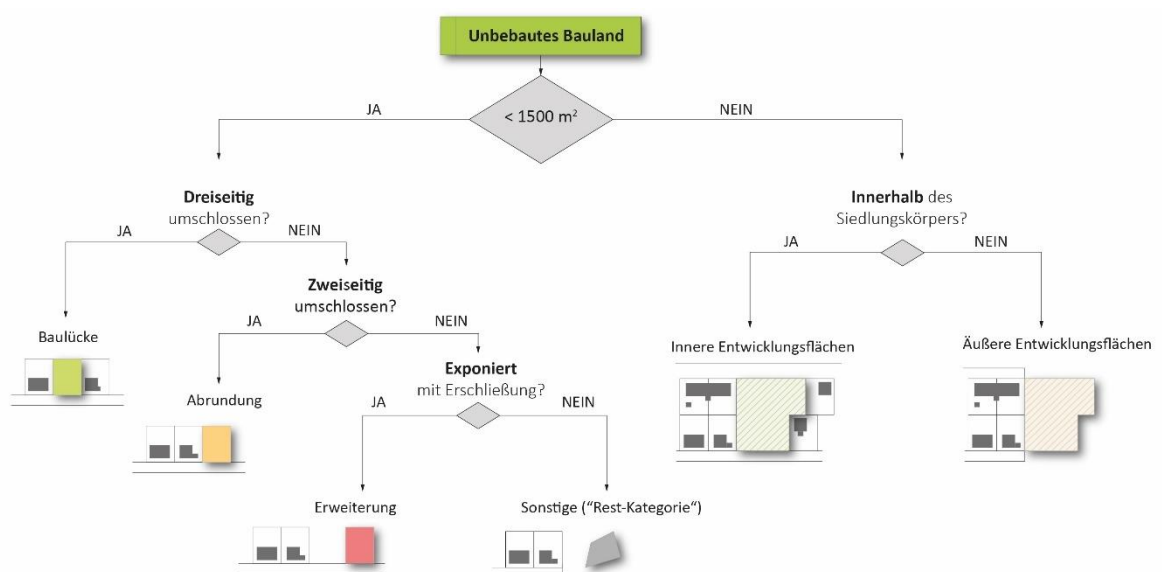 Unbebautes Bauland
< 1500 m²
JA
NEIN
Dreiseitig
umschlossen?
JA
NEIN
Baulücke
Zweiseitig
umschlossen?
JA
NEIN
Abrundung
Exponiert
mit Erschließung?
JA
NEIN
Erweiterung
Sonstige ("Rest-Kategorie")
Innerhalb des
Siedlungskörpers?
JA
NEIN
Innere Entwicklungsflächen
Äußere Entwicklungsflächen